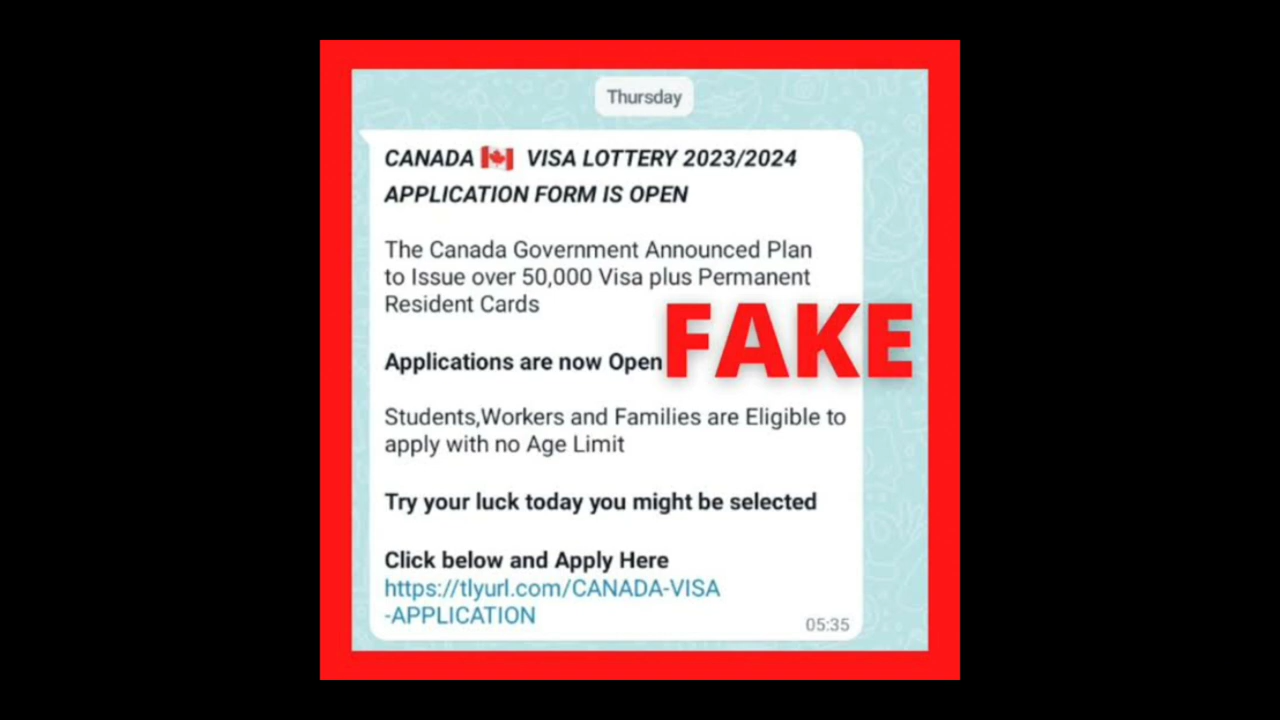 Thursday
CANADA 🇨🇦 VISA LOTTERY 2023/2024
APPLICATION FORM IS OPEN
The Canada Government Announced Plan
to Issue over 50,000 Visa plus Permanent
Resident Cards
FAKE
Applications are now Open
Students,Workers and Families are Eligible to
apply with no Age Limit
Try your luck today you might be selected
Click below and Apply Here
https://tlyurl.com/CANADA-VISA
-APPLICATION
05:35